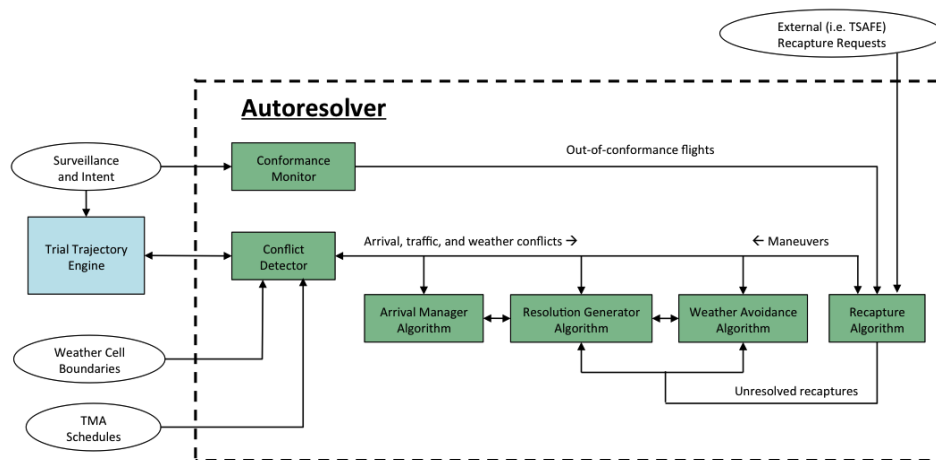 External (i.e. TSAFE)
Recapture Requests
Autoresolver
Surveillance
and Intent
Conformance
Monitor
Out-of-conformance flights
Trial Trajectory
Engine
Conflict
Detector
Arrival, traffic, and weather conflicts →
← Maneuvers
Arrival Manager
Algorithm
Resolution Generator
Algorithm
Weather Avoidance
Algorithm
Recapture
Algorithm
Weather Cell
Boundaries
Unresolved recaptures
TMA
Schedules